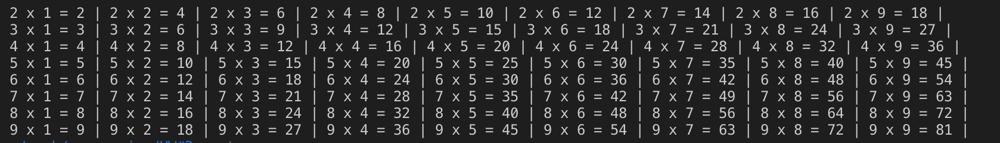 2 x 1 = 2 | 2 x 2 = 4 | 2 x 3 = 6 | 2 x 4 = 8 | 2 x 5 = 10 | 2 x 6 = 12 | 2 x 7 = 14 | 2 x 8 = 16 | 2 x 9 = 18 |
3 x 1 = 3 | 3 x 2 = 6 | 3 x 3 = 9 | 3 x 4 = 12 | 3 x 5 = 15 | 3 x 6 = 18 | 3 x 7 = 21 | 3 x 8 = 24 | 3 x 9 = 27 |
4 x 1 = 4 | 4 x 2 = 8 | 4 x 3 = 12 | 4 x 4 = 16 | 4 x 5 = 20 | 4 x 6 = 24 | 4 x 7 = 28 | 4 x 8 = 32 | 4 x 9 = 36 |
5 x 1 = 5 | 5 x 2 = 10 | 5 x 3 = 15 | 5 x 4 = 20 | 5 x 5 = 25 | 5 x 6 = 30 | 5 x 7 = 35 | 5 x 8 = 40 | 5 x 9 = 45 |
6 x 1 = 6 | 6 x 2 = 12 | 6 x 3 = 18 | 6 x 4 = 24 | 6 x 5 = 30 | 6 x 6 = 36 | 6 x 7 = 42 | 6 x 8 = 48 | 6 x 9 = 54 |
7 x 1 = 7 | 7 x 2 = 14 | 7 x 3 = 21 | 7 x 4 = 28 | 7 x 5 = 35 | 7 x 6 = 42 | 7 x 7 = 49 | 7 x 8 = 56 | 7 x 9 = 63 |
8 x 1 = 8 | 8 x 2 = 16 | 8 x 3 = 24 | 8 x 4 = 32 | 8 x 5 = 40 | 8 x 6 = 48 | 8 x 7 = 56 | 8 x 8 = 64 | 8 x 9 = 72 |
9 x 1 = 9 | 9 x 2 = 18 | 9 x 3 = 27 | 9 x 4 = 36 | 9 x 5 = 45 | 9 x 6 = 54 | 9 x 7 = 63 | 9 x 8 = 72 | 9 x 9 = 81 |